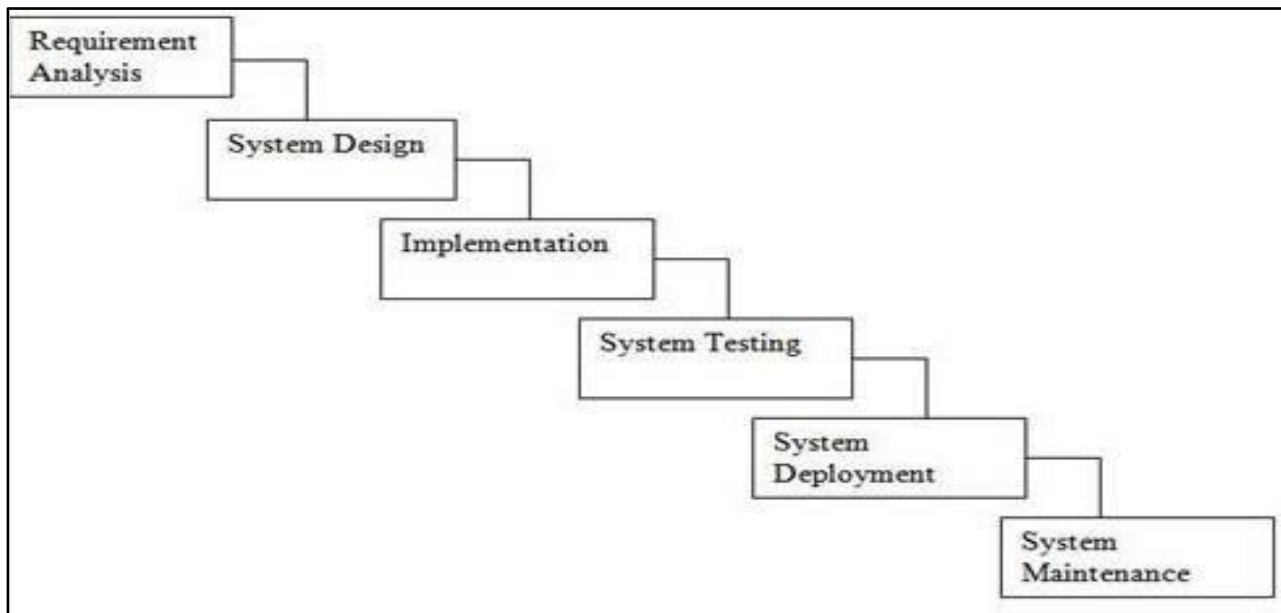 Requirement
Analysis
System Design
Implementation
System Testing
System
Deployment
System
Maintenance